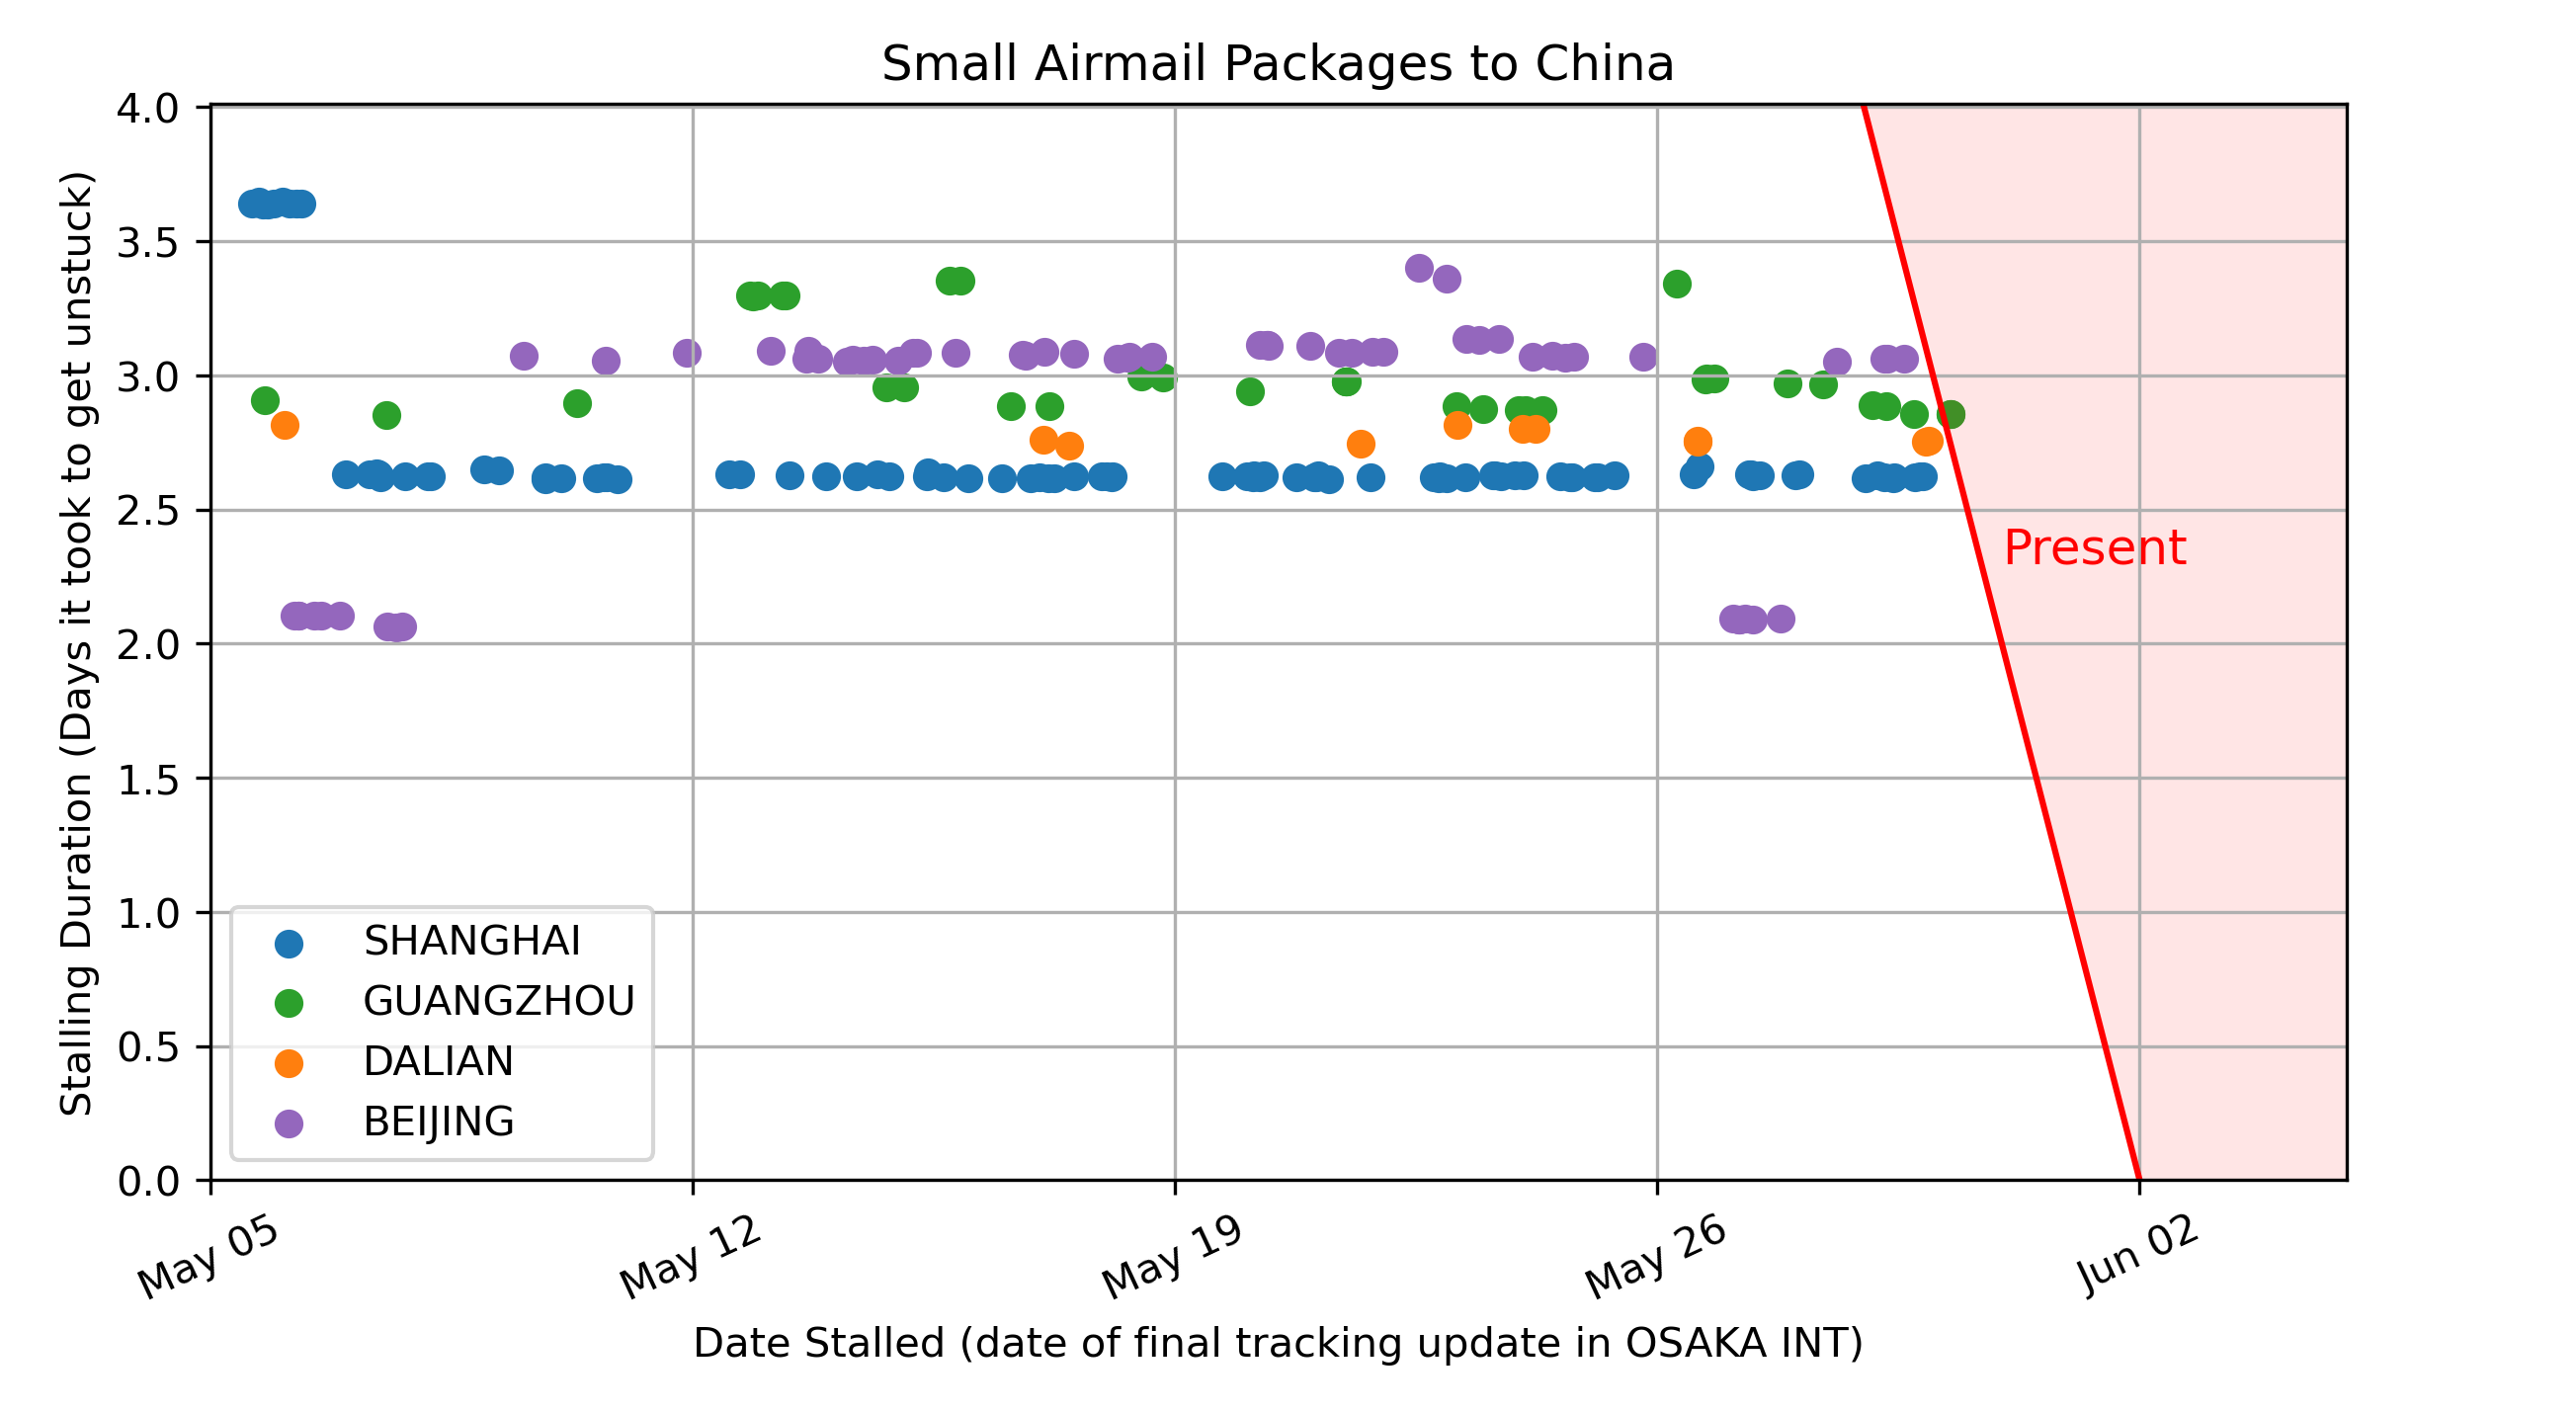 Small Airmail Packages to China
Stalling Duration (Days it took to get unstuck)
4.0
3.5
3.0
2.5
2.0
1.5
1.0
0.5
0.0
Present
SHANGHAI
GUANGZHOU
DALIAN
BEIJING
May 05
May 12
May 19
May 26
Jun 02
Date Stalled (date of final tracking update in OSAKA INT)